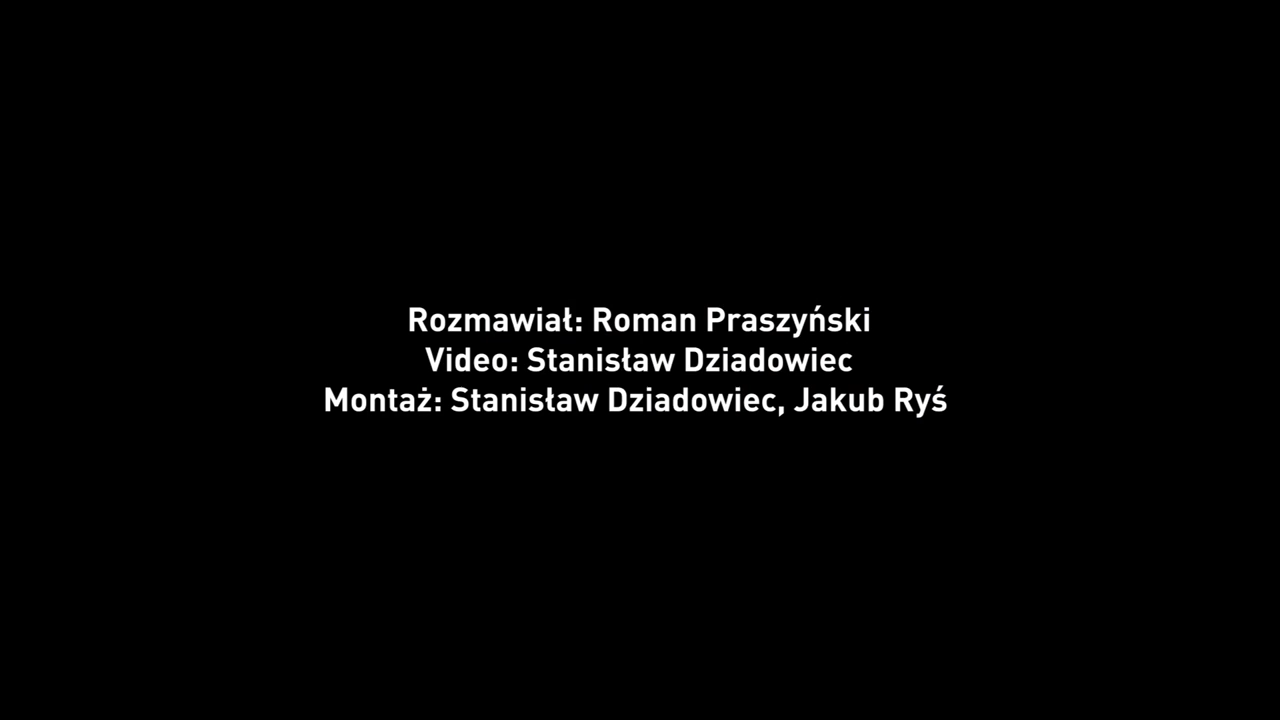 Rozmawiał: Roman Praszyński
Video: Stanisław Dziadowiec
Montaż: Stanisław Dziadowiec, Jakub Ryś